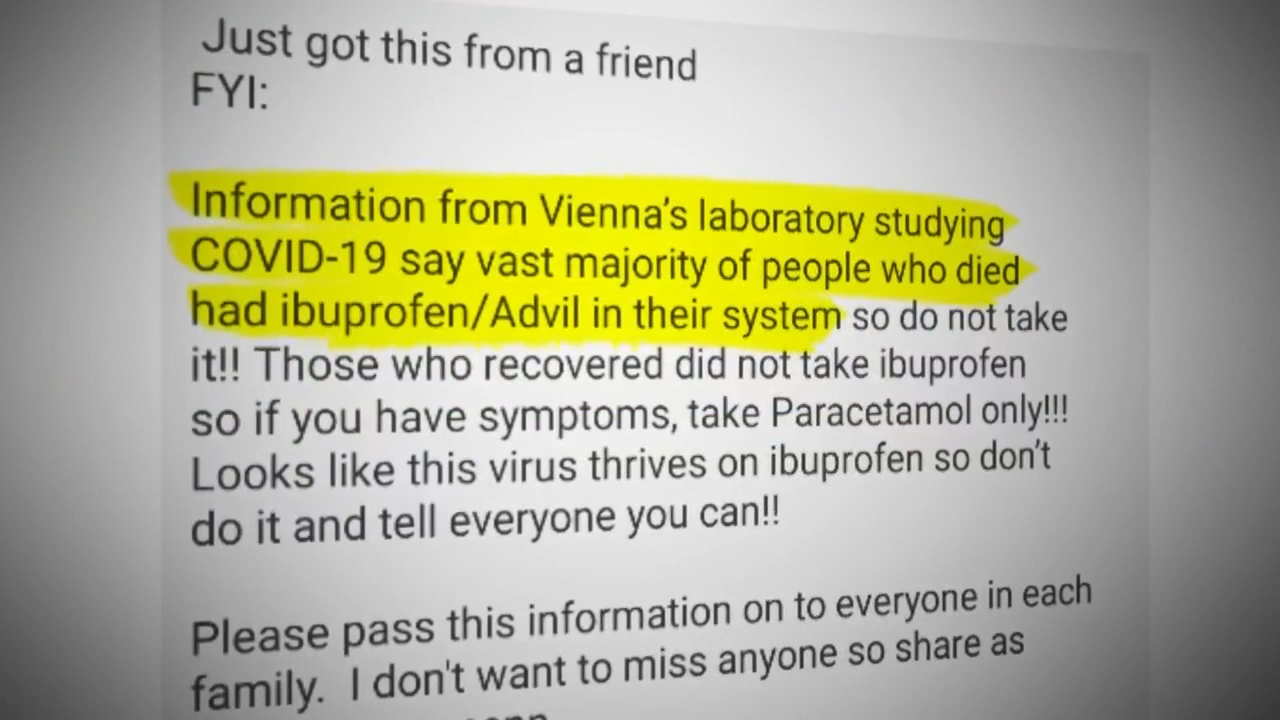 Just got this from a friend
FYI:
Information from Vienna's laboratory studying
COVID-19 say vast majority of people who died
had ibuprofen/Advil in their system so do not take
it!! Those who recovered did not take ibuprofen
so if you have symptoms, take Paracetamol only!!!
Looks like this virus thrives on ibuprofen so don't
do it and tell everyone you can!!
Please pass this information on to everyone in each
family.  I don't want to miss anyone so share as